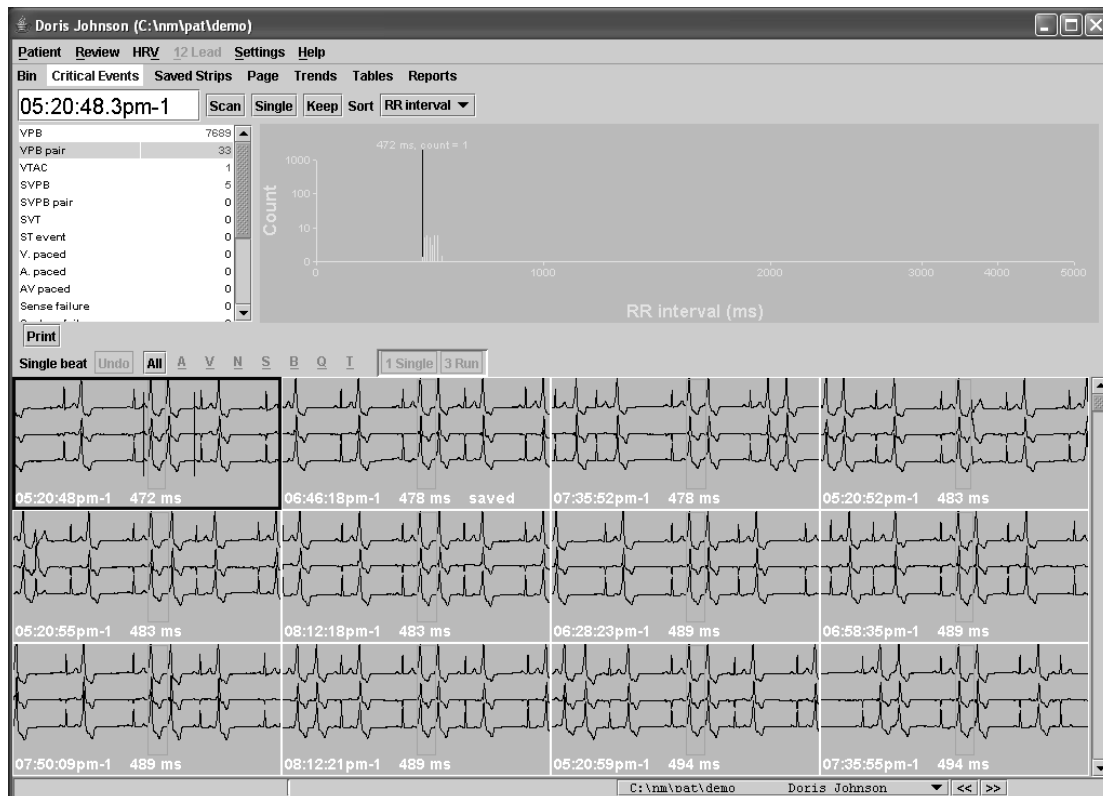 Doris Johnson (C:\nm\pat\demo)
Patient Review HRV 12 Lead Settings Help
Bin Critical Events Saved Strips Page Trends Tables Reports
05:20:48.3pm-1 Scan Single Keep Sort RR interval
VPB 7689
VPB pair 33
VTAC 1
SVPB 5
SVPB pair 0
SVT 0
ST event 0
V. paced 0
A. paced 0
AV paced 0
Sense failure 0
472 ms, count = 1
Count
1000
100
10
0
0 1000 2000 3000 4000 5000
RR interval (ms)
Print
Single beat Undo All A V N S B Q T 1 Single 3 Run
05:20:48pm-1 472 ms 06:46:18pm-1 478 ms saved 07:35:52pm-1 478 ms 05:20:52pm-1 483 ms
05:20:55pm-1 483 ms 08:12:18pm-1 483 ms 06:28:23pm-1 489 ms 06:58:35pm-1 489 ms
07:50:09pm-1 489 ms 08:12:21pm-1 489 ms 05:20:59pm-1 494 ms 07:35:55pm-1 494 ms
C:\nm\pat\demo Doris Johnson << >>